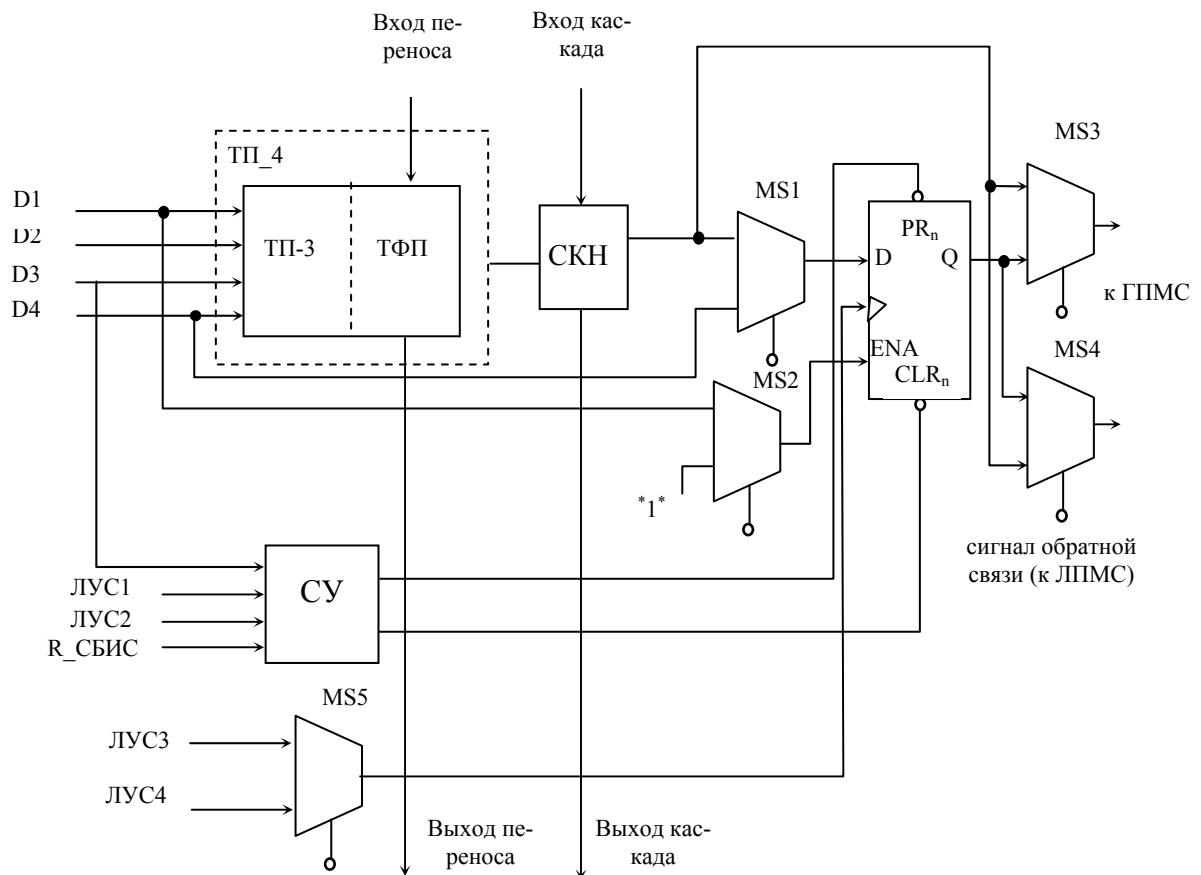 Вход пе-
реноса
Вход кас-
када
MS3
ТП_4
MS1
D1
D2
D3
D4
ТП-3
ТФП
СКН
PRn
D
Q
к ГПМС
ENA
CLRn
MS2
MS4
*1*
сигнал обратной
связи (к ЛПМС)
СУ
ЛУС1
ЛУС2
R_СБИС
MS5
ЛУС3
ЛУС4
Выход пе-
реноса
Выход кас-
када